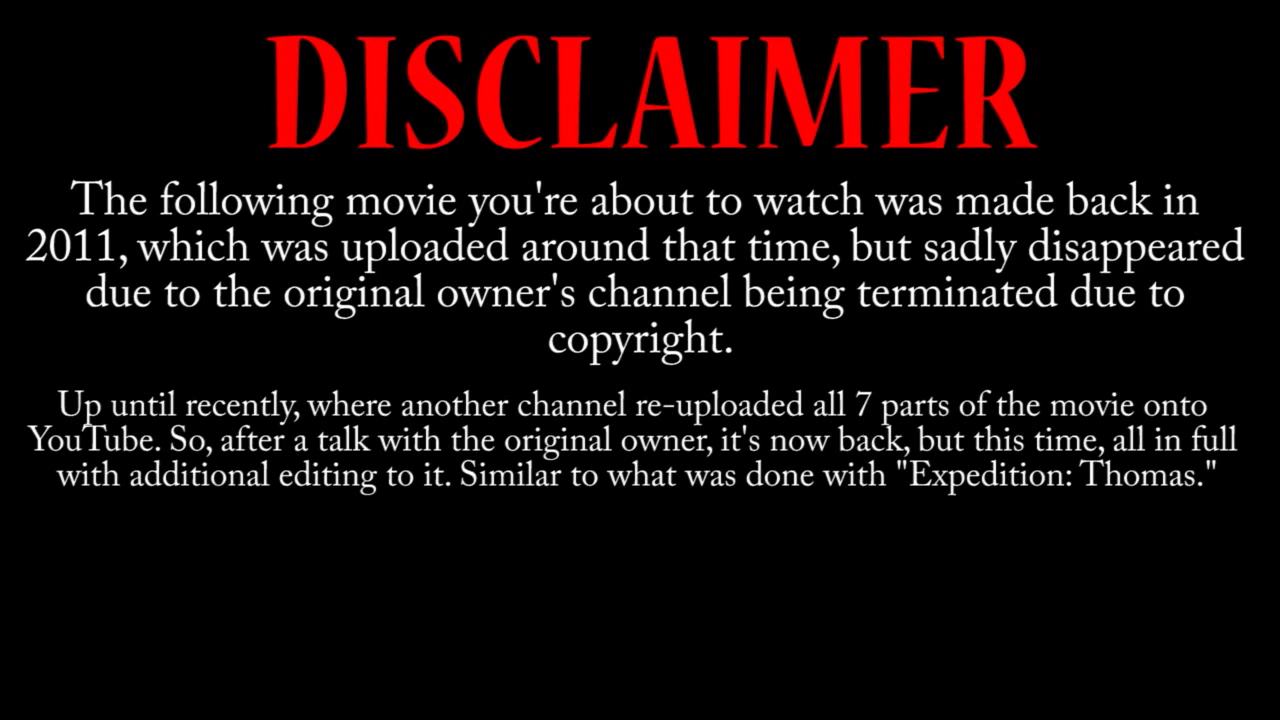 DISCLAIMER
The following movie you're about to watch was made back in
2011, which was uploaded around that time, but sadly disappeared
due to the original owner's channel being terminated due to
copyright.
Up until recently, where another channel re-uploaded all 7 parts of the movie onto
YouTube. So, after a talk with the original owner, it's now back, but this time, all in full
with additional editing to it. Similar to what was done with "Expedition: Thomas."